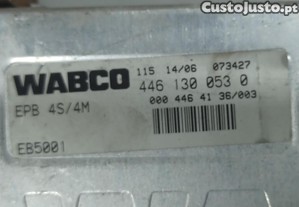 CustoJusto.pt
WABCO
115 14/06 073427
446 130 053 0
000 446 41 36/003
EPB 4S/4M
EB5001